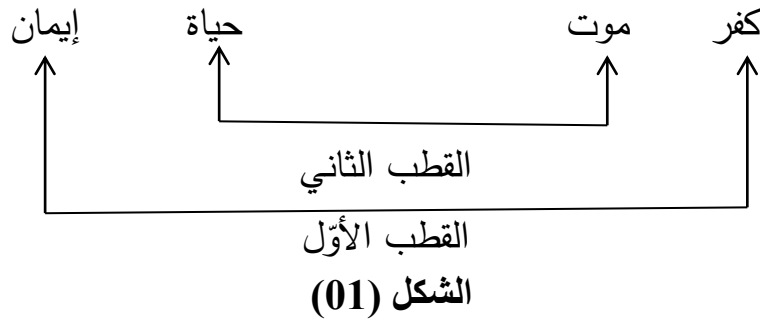 كفر موت حياة إيمان
القطب الثاني
القطب الأوّل
الشكل (01)